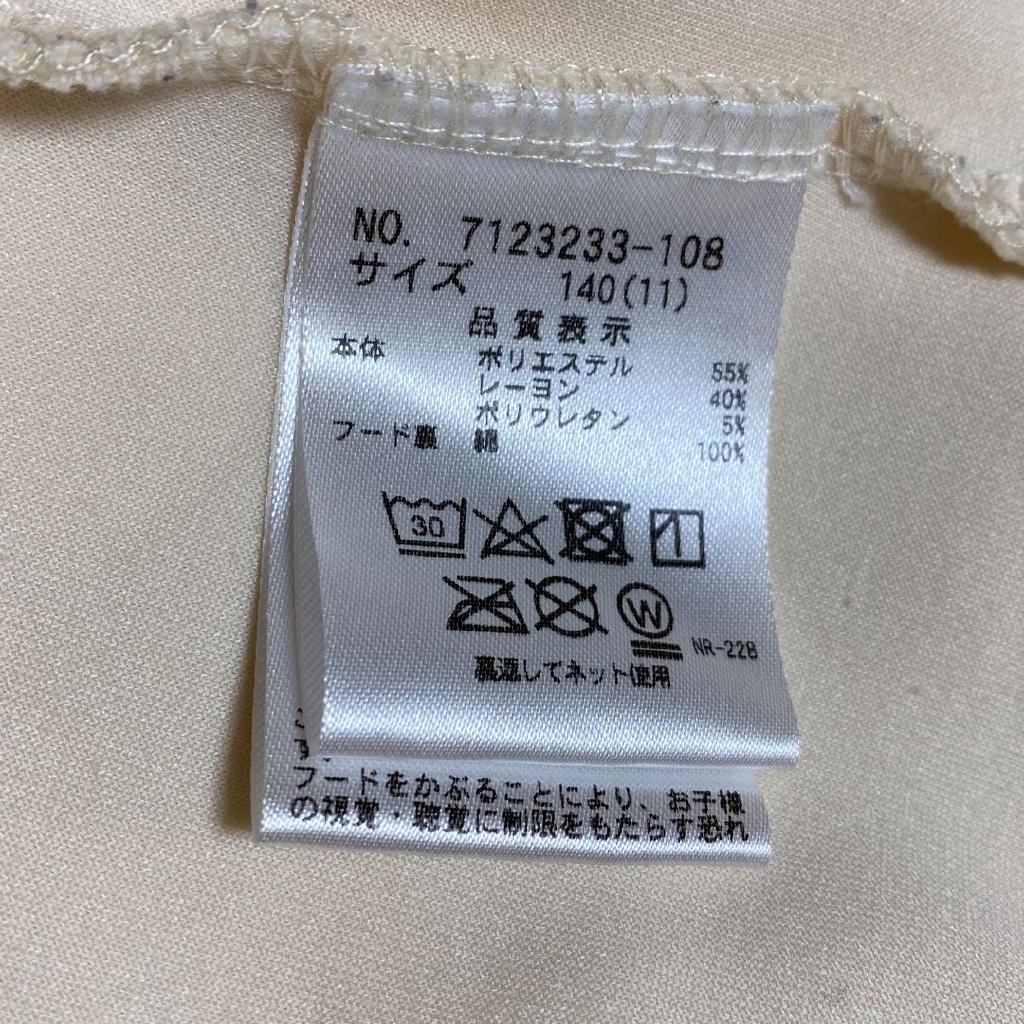 NO. 7123233-108
サイズ 140(11)
品質表示
本体 ポリエステル 55%
レーヨン 40%
ポリウレタン 5%
フード裏 綿 100%
30
W NR-228
裏返してネット使用
フードをかぶることにより、お子様
の視覚・聴覚に制限をもたらす恐れ